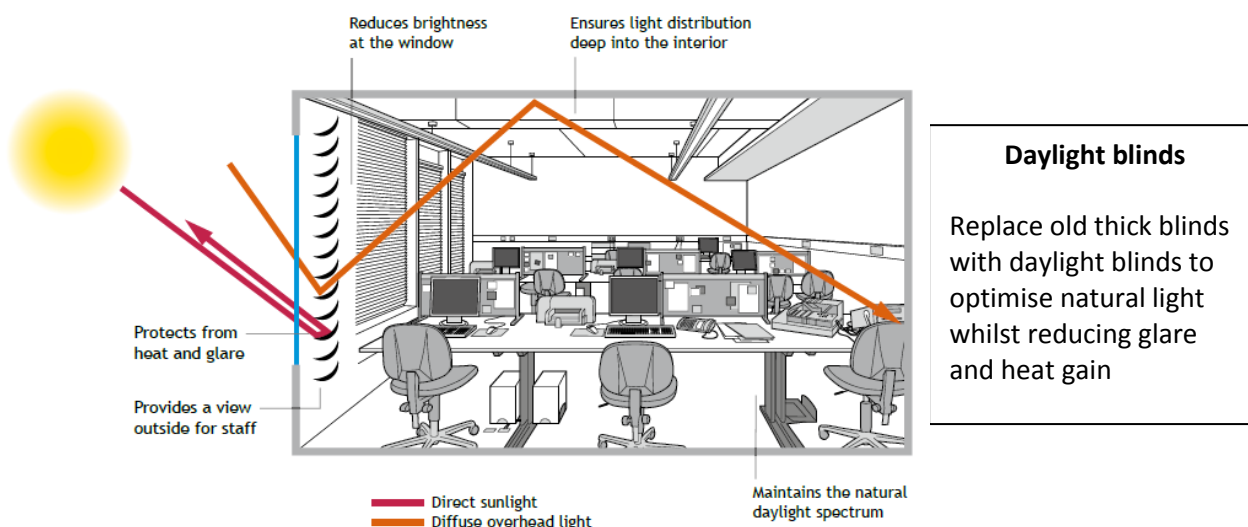 Reduces brightness
at the window
Ensures light distribution
deep into the interior
Protects from
heat and glare
Provides a view
outside for staff
Maintains the natural
daylight spectrum
Direct sunlight
Diffuse overhead light
Daylight blinds
Replace old thick blinds
with daylight blinds to
optimise natural light
whilst reducing glare
and heat gain